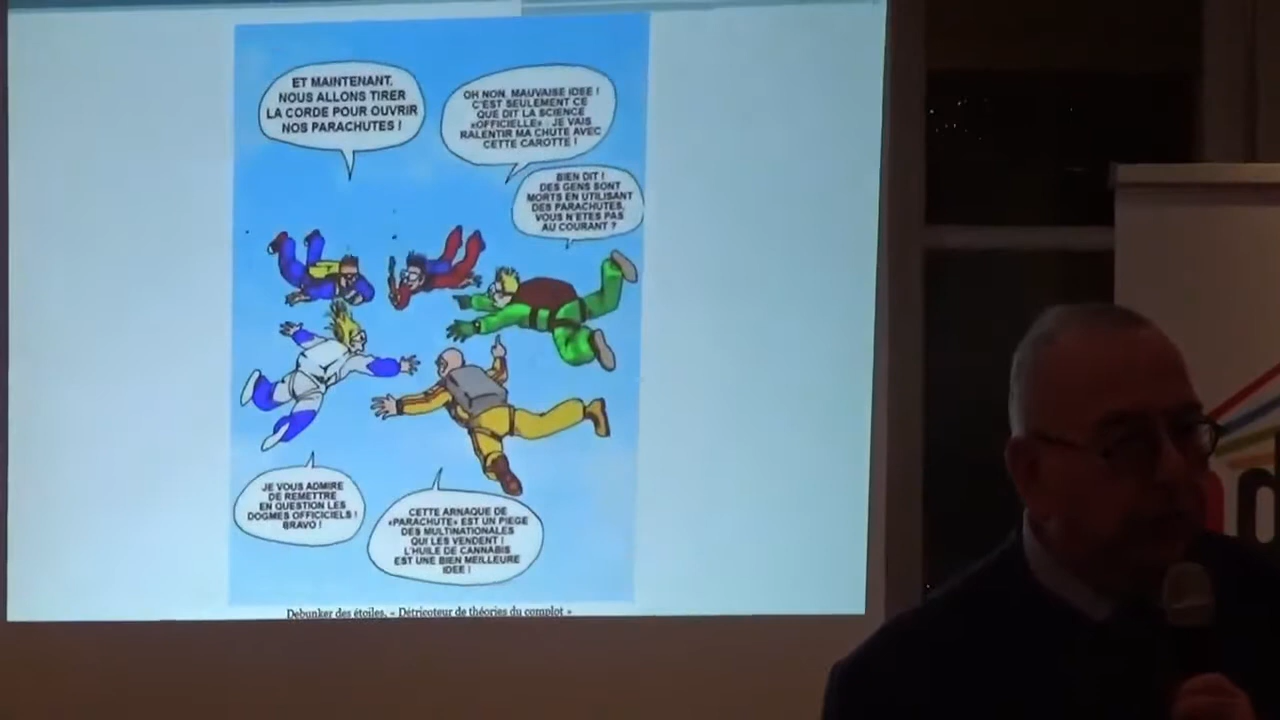 ET MAINTENANT,
NOUS ALLONS TIRER
LA CORDE POUR OUVRIR
NOS PARACHUTES !
OH NON, MAUVAISE IDEE !
C'EST SEULEMENT CE
QUE DIT LA SCIENCE
«OFFICIELLE» : JE VAIS
RALENTIR MA CHUTE AVEC
CETTE CAROTTE !
BIEN DIT !
DES GENS SONT
MORTS EN UTILISANT
DES PARACHUTES,
VOUS N'ETES PAS
AU COURANT ?
JE VOUS ADMIRE
DE REMETTRE
EN QUESTION LES
DOGMES OFFICICIELS !
BRAVO !
CETTE ARNAQUE DE
«PARACHUTE» EST UN PIEGE
DES MULTINATIONALES
QUI LES VENDENT !
L'HUILE DE CANNABIS
EST UNE BIEN MEILLEURE
IDEE !
Debunker des étoiles, « Détricoteur de théories du complot »